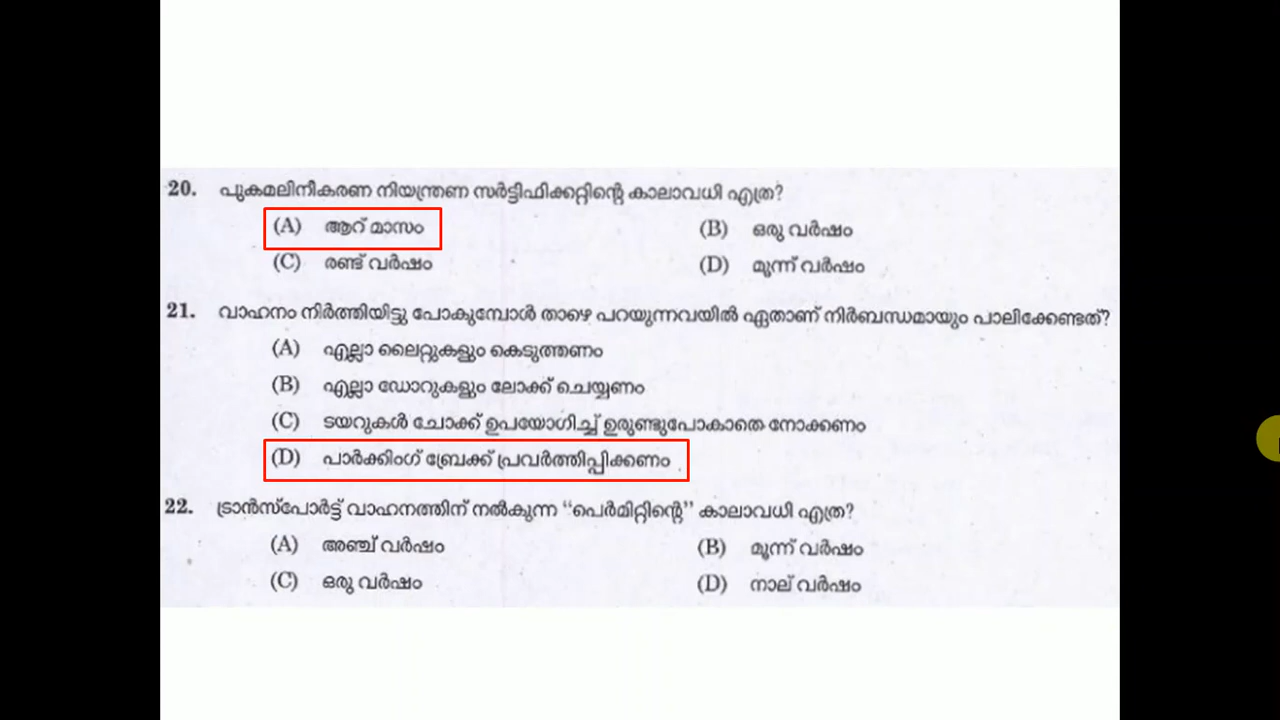 20. പുകമലിനീകരണ നിയന്ത്രണ സർട്ടിഫിക്കറ്റിന്റെ കാലാവധി എത്ര?
(A) ആറ് മാസം (B) ഒരു വർഷം
(C) രണ്ട് വർഷം (D) മൂന്ന് വർഷം
21. വാഹനം നിർത്തിയിട്ടു പോകുമ്പോൾ താഴെ പറയുന്നവയിൽ ഏതാണ് നിർബന്ധമായും പാലിക്കേണ്ടത്?
(A) എല്ലാ ലൈറ്റുകളും കെടുത്തണം
(B) എല്ലാ ഡോറുകളും ലോക്ക് ചെയ്യണം
(C) ടയറുകൾ ചോക്ക് ഉപയോഗിച്ച് ഉരുണ്ടുപോകാതെ നോക്കണം
(D) പാർക്കിംഗ് ബ്രേക്ക് പ്രവർത്തിപ്പിക്കണം
22. ട്രാൻസ്പോർട്ട് വാഹനത്തിന് നൽകുന്ന “പെർമിറ്റിന്റെ” കാലാവധി എത്ര?
(A) അഞ്ച് വർഷം (B) മൂന്ന് വർഷം
(C) ഒരു വർഷം (D) നാല് വർഷം